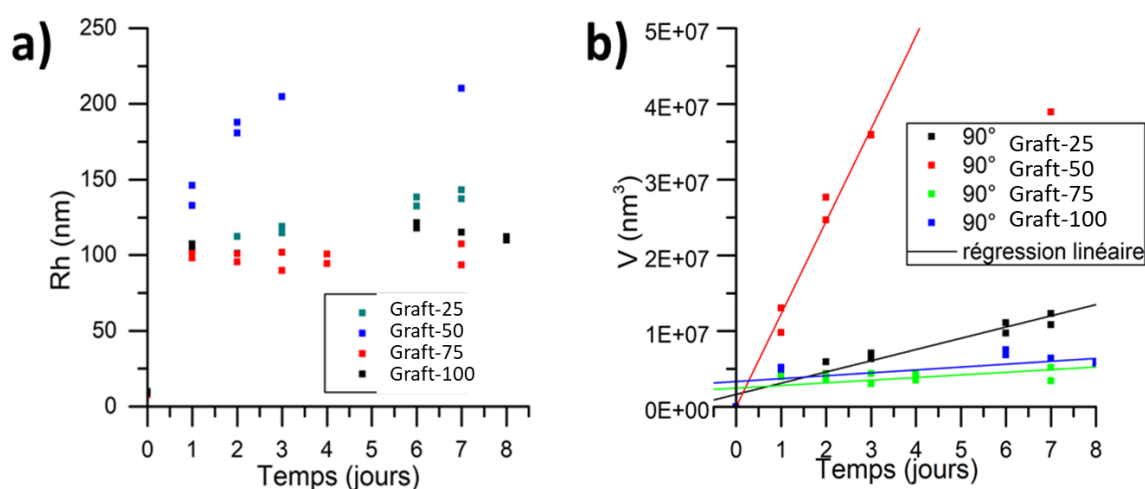 a)
250
200
150
100
50
0
Rh (nm)
0 1 2 3 4 5 6 7 8
Temps (jours)
Graft-25
Graft-50
Graft-75
Graft-100
b)
5E+07
4E+07
3E+07
2E+07
1E+07
0E+00
V (nm³)
0 1 2 3 4 5 6 7 8
Temps (jours)
90° Graft-25
90° Graft-50
90° Graft-75
90° Graft-100
régression linéaire